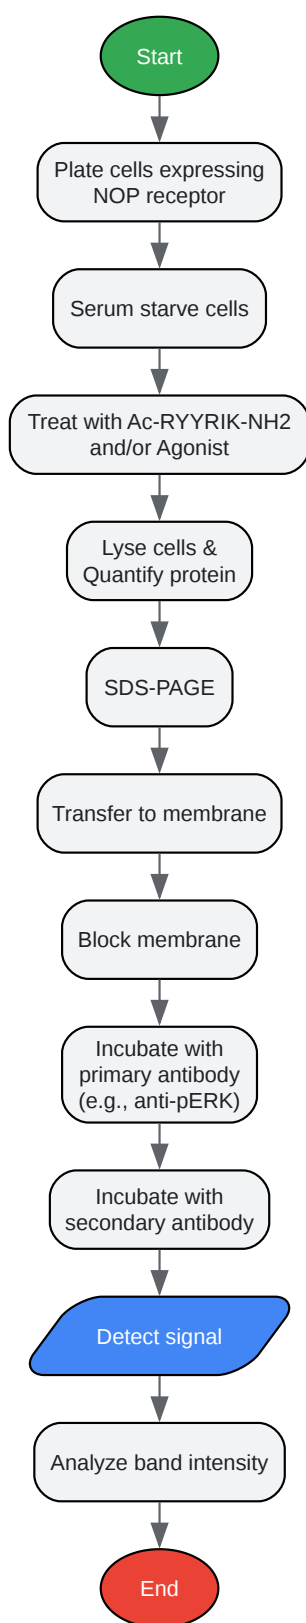 Start
Plate cells expressing
NOP receptor
Serum starve cells
Treat with Ac-RYYRIK-NH2
and/or Agonist
Lyse cells &
Quantify protein
SDS-PAGE
Transfer to membrane
Block membrane
Incubate with
primary antibody
(e.g., anti-pERK)
Incubate with
secondary antibody
Detect signal
Analyze band intensity
End